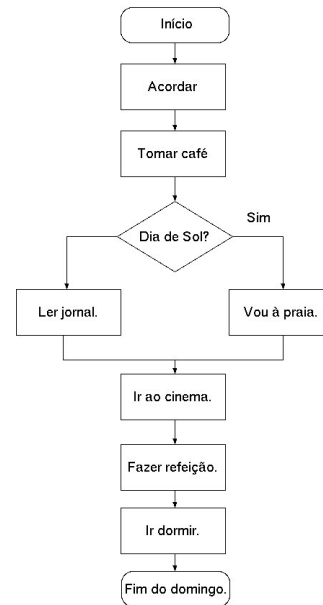 Início
Acordar
Tomar café
Sim
Dia de Sol?
Ler jornal.
Vou à praia.
Ir ao cinema.
Fazer refeição.
Ir dormir.
Fim do domingo.